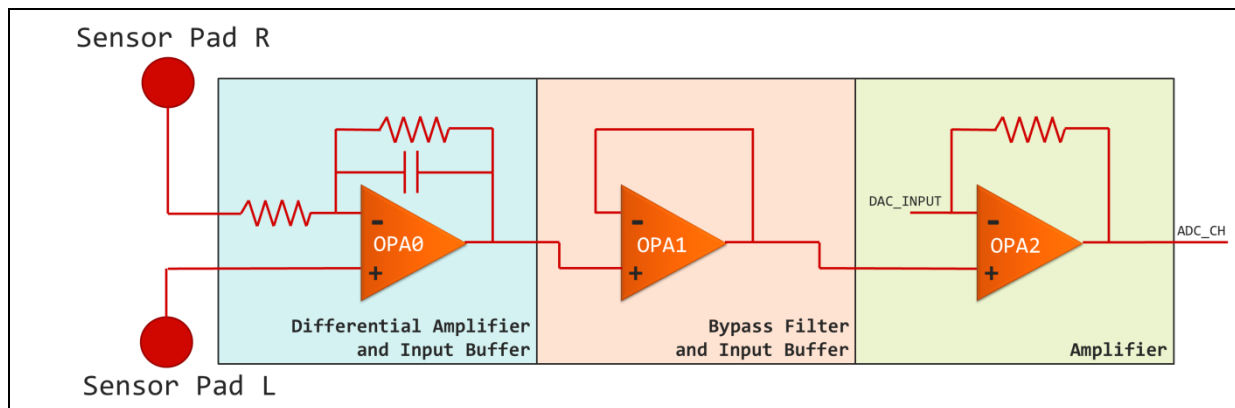 Sensor Pad R
DAC_INPUT
-
OPA0
+
-
OPA1
+
-
OPA2
+
ADC_CH
Differential Amplifier
and Input Buffer
Bypass Filter
and Input Buffer
Amplifier
Sensor Pad L